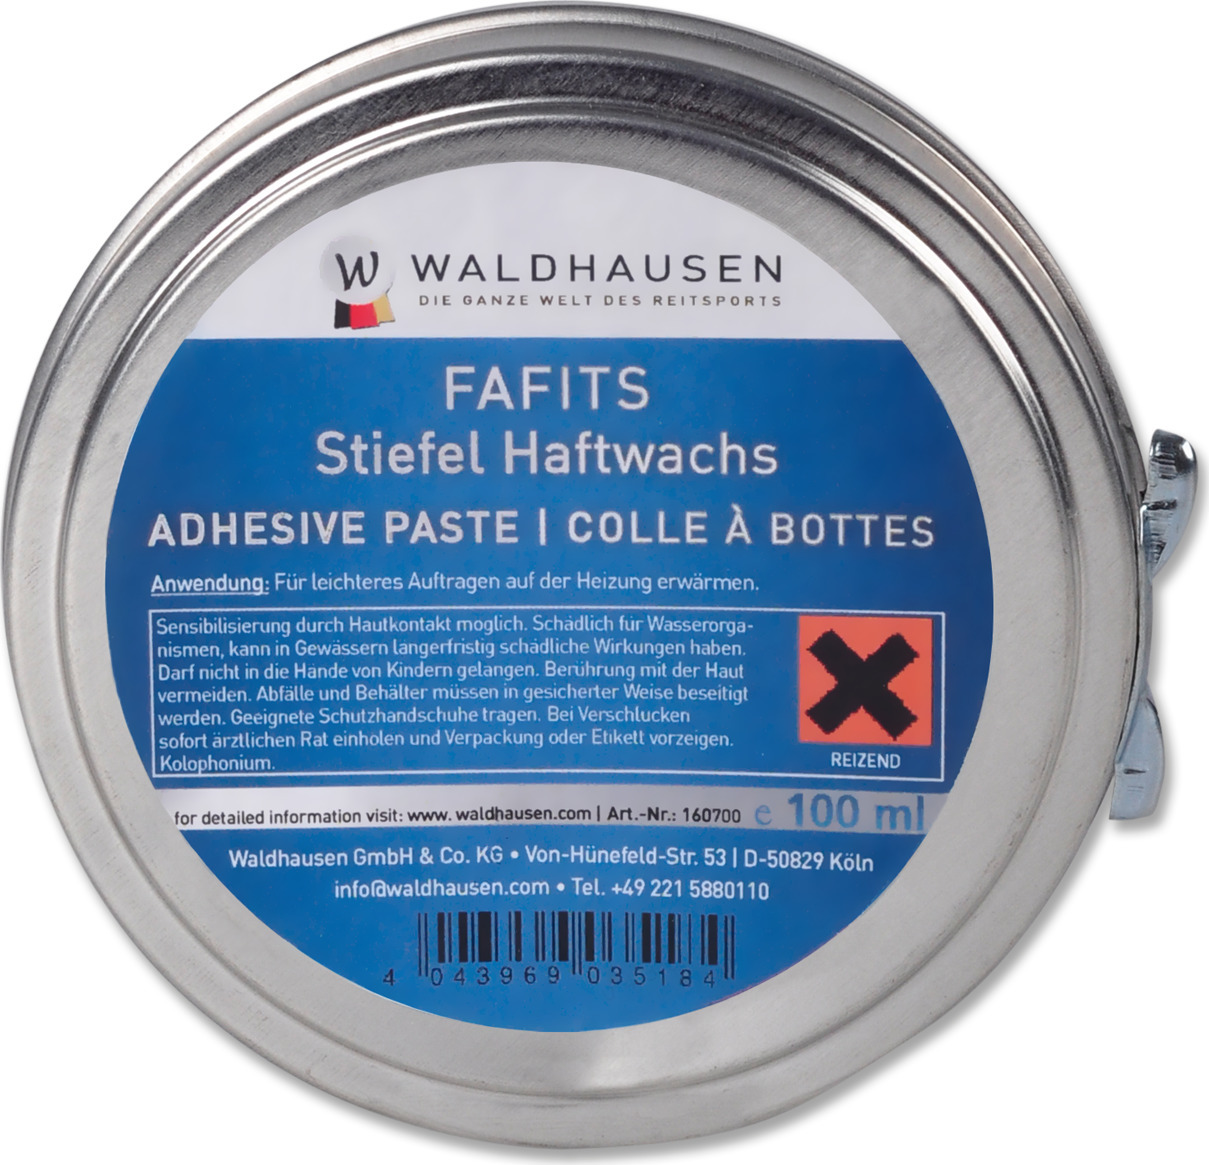 W WALDHAUSEN
DIE GANZE WELT DES REITSPORTS
FAFITS
Stiefel Haftwachs
ADHESIVE PASTE | COLLE À BOTTES
Anwendung: Für leichteres Auftragen auf der Heizung erwärmen.
Sensibilisierung durch Hautkontakt moglich. Schädlich für Wasserorga-
nismen, kann in Gewässern langerfristig schädliche Wirkungen haben.
Darf nicht in die Hande von Kindern gelangen. Berührung mit der Haut
vermeiden. Abfälle und Behälter müssen in gesicherter Weise beseitigt
werden. Geeignete Schutzhandschuhe tragen. Bei Verschlucken
sofort ärztlichen Rat einholen und Verpackung oder Etikett vorzeigen.
Kolophonium.
REIZEND
for detailed information visit: www. waldhausen.com | Art.-Nr.: 160700 e 100 ml
Waldhausen GmbH & Co. KG • Von-Hünefeld-Str. 53 | D-50829 Köln
info@waldhausen.com • Tel. +49 221 5880110
4 043969 035184